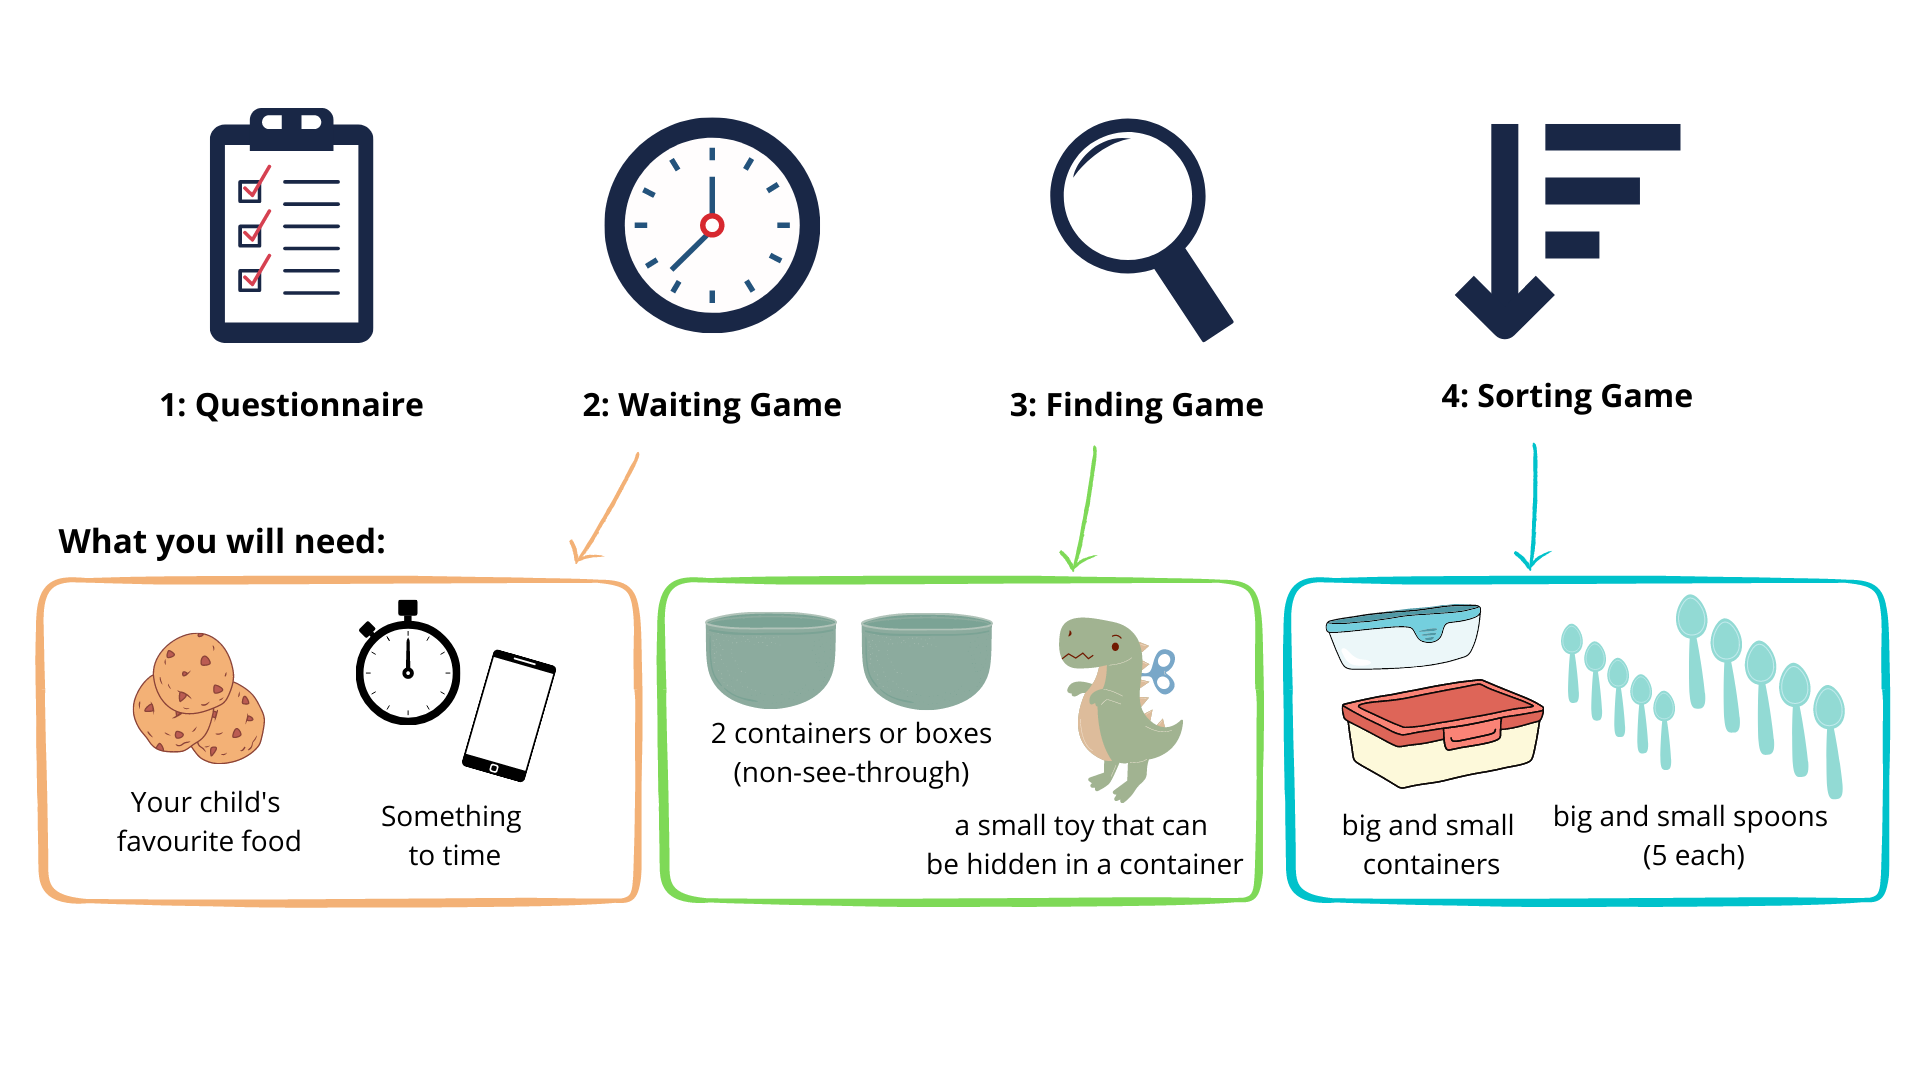 1: Questionnaire
2: Waiting Game
3: Finding Game
4: Sorting Game
What you will need:
Your child's
favourite food
Something
to time
2 containers or boxes
(non-see-through)
a small toy that can
be hidden in a container
big and small
containers
big and small spoons
(5 each)